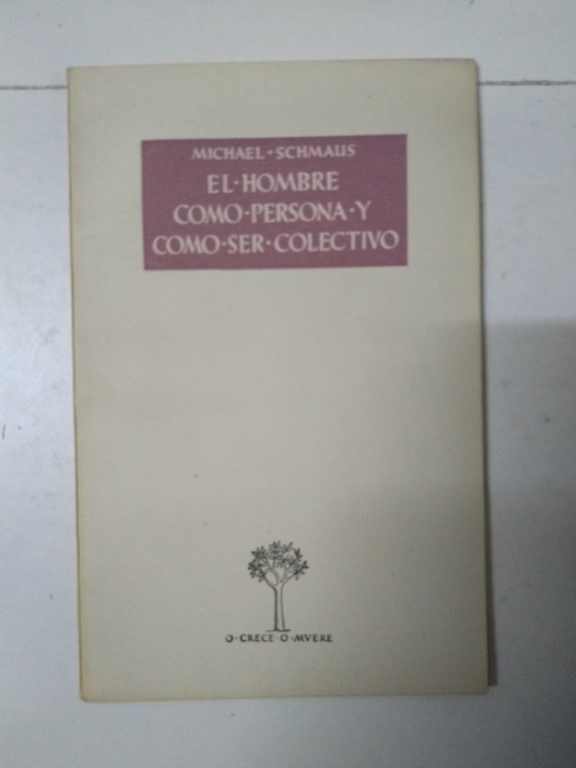 MICHAEL·SCHMAUS
EL·HOMBRE
COMO·PERSONA·Y
COMO·SER·COLECTIVO
O·CRECE·O·MVERE